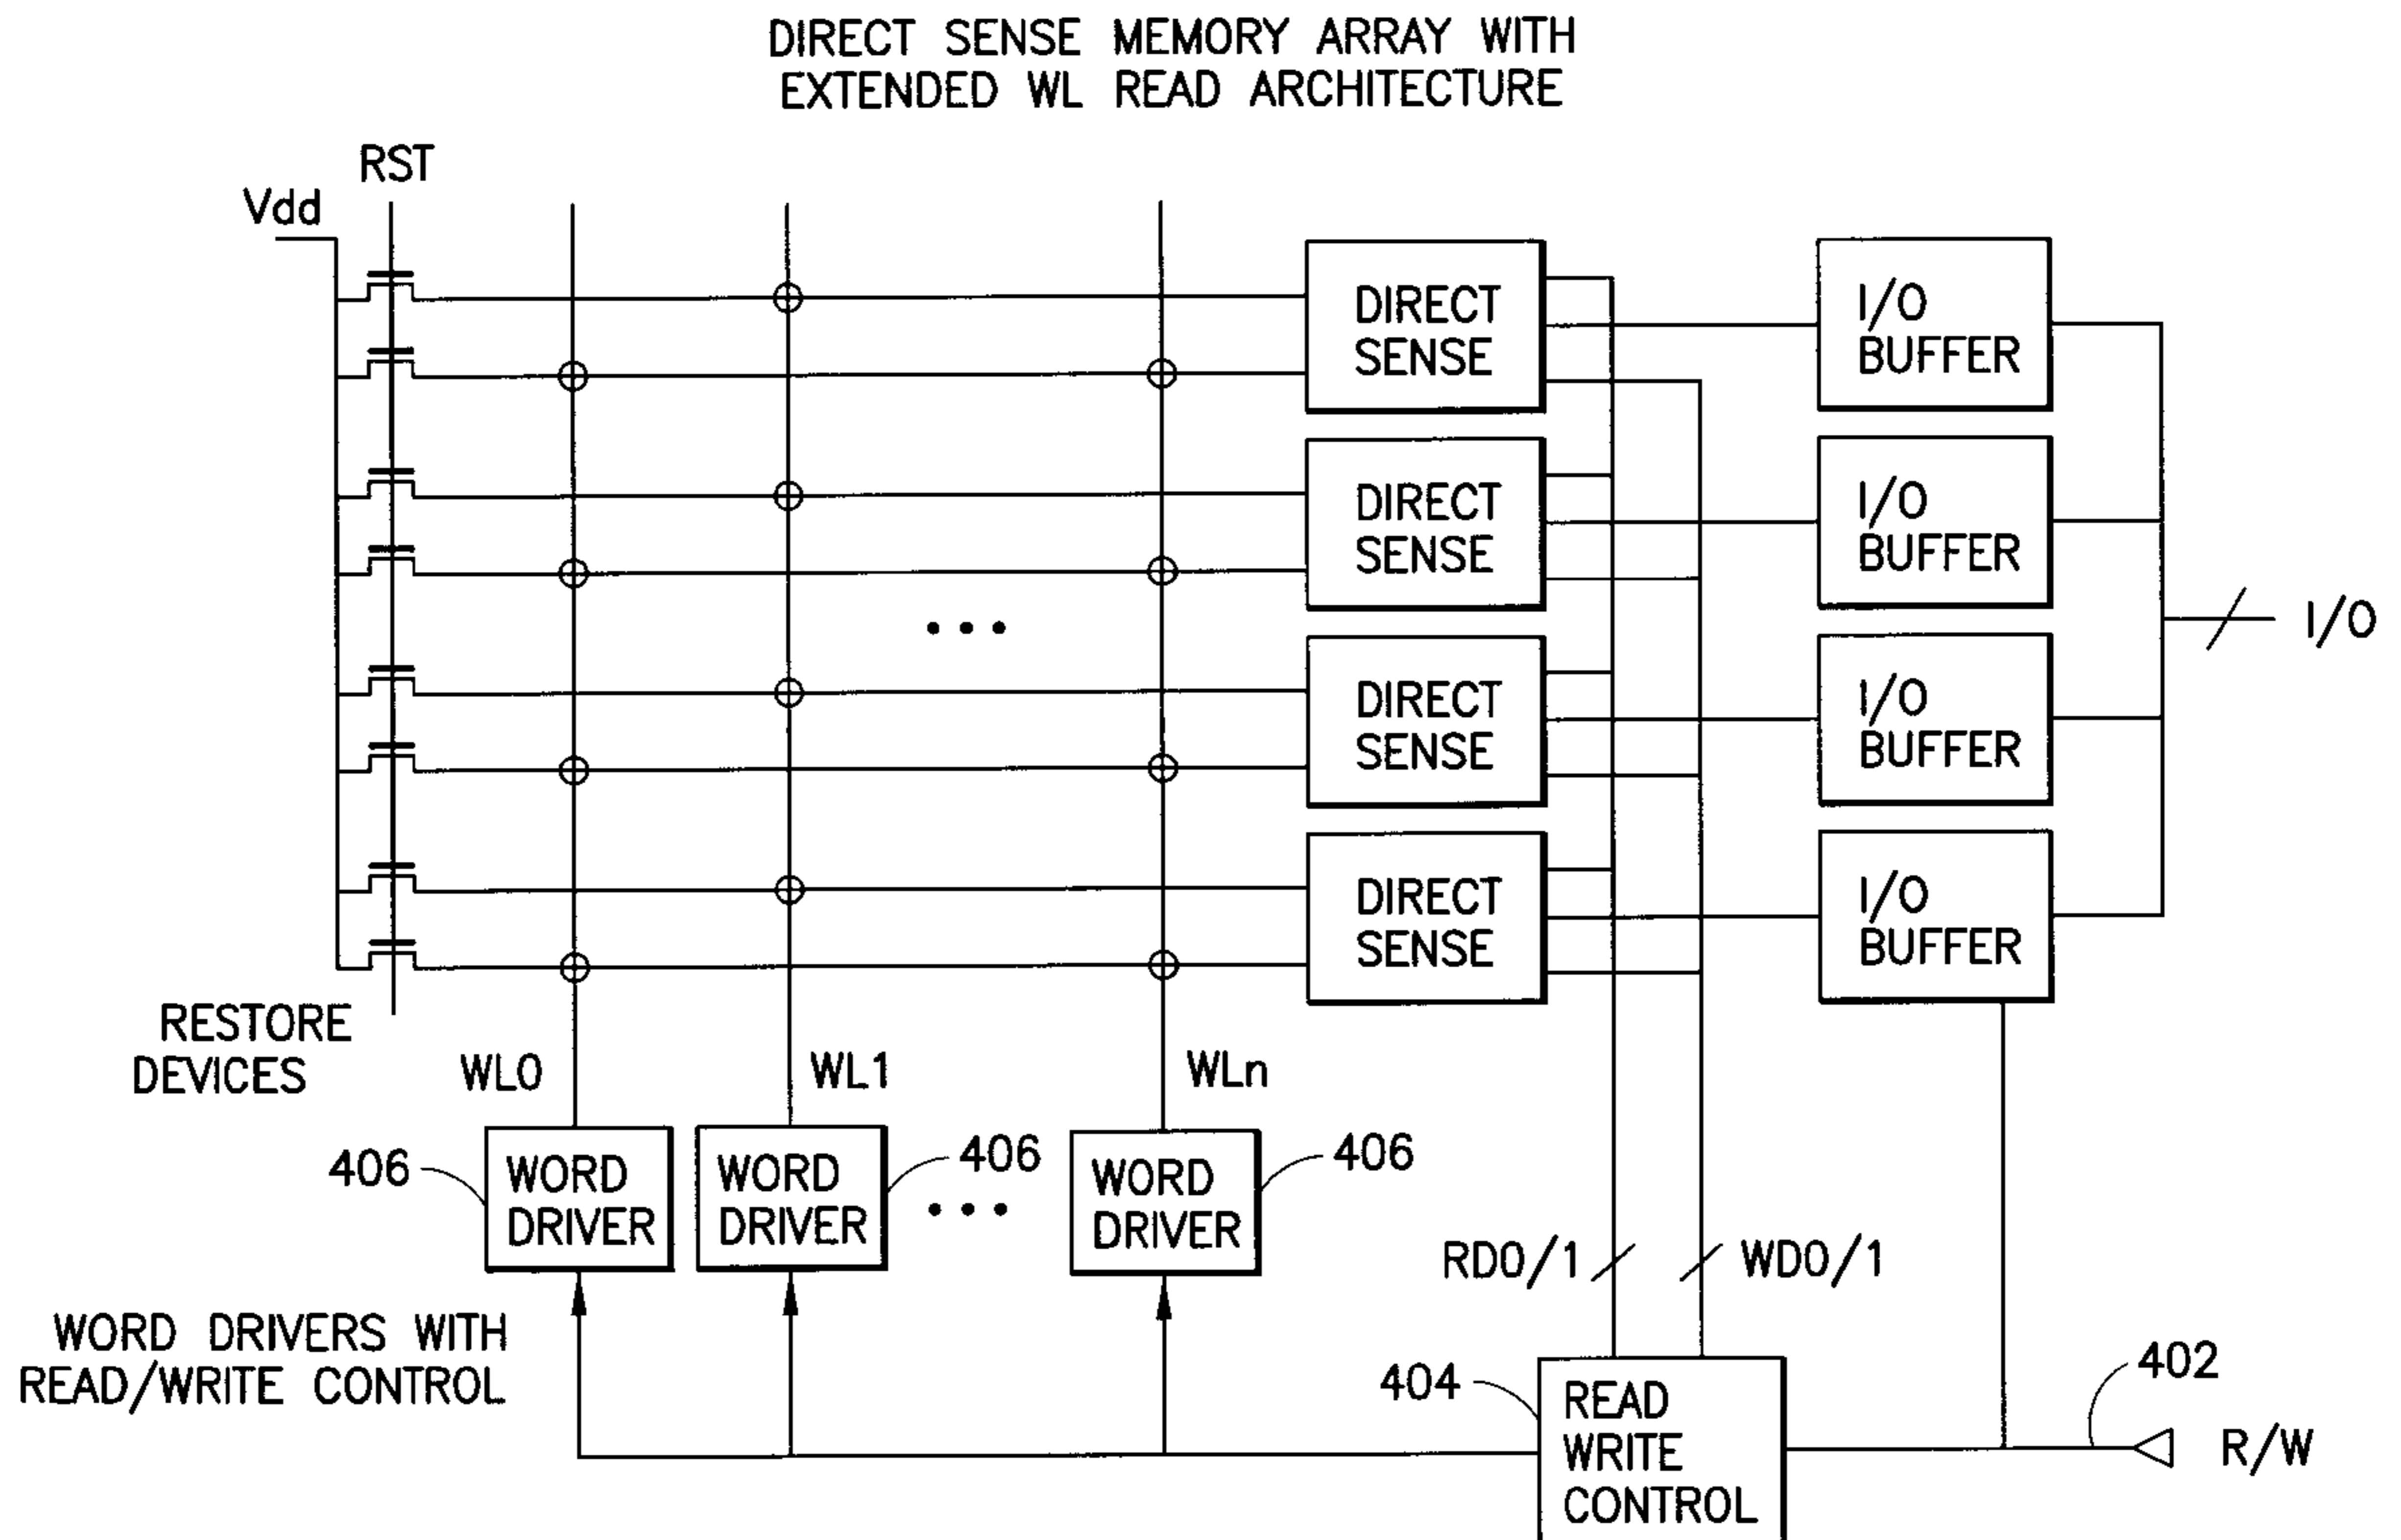 DIRECT SENSE MEMORY ARRAY WITH
EXTENDED WL READ ARCHITECTURE
RST
Vdd
DIRECT
SENSE
I/O
BUFFER
DIRECT
SENSE
I/O
BUFFER
I/O
DIRECT
SENSE
I/O
BUFFER
DIRECT
SENSE
I/O
BUFFER
RESTORE
DEVICES
WL0
WL1
WLn
406
WORD
DRIVER
WORD
DRIVER
406
WORD
DRIVER
406
RD0/1
WD0/1
WORD DRIVERS WITH
READ/WRITE CONTROL
404
READ
WRITE
CONTROL
402
R/W